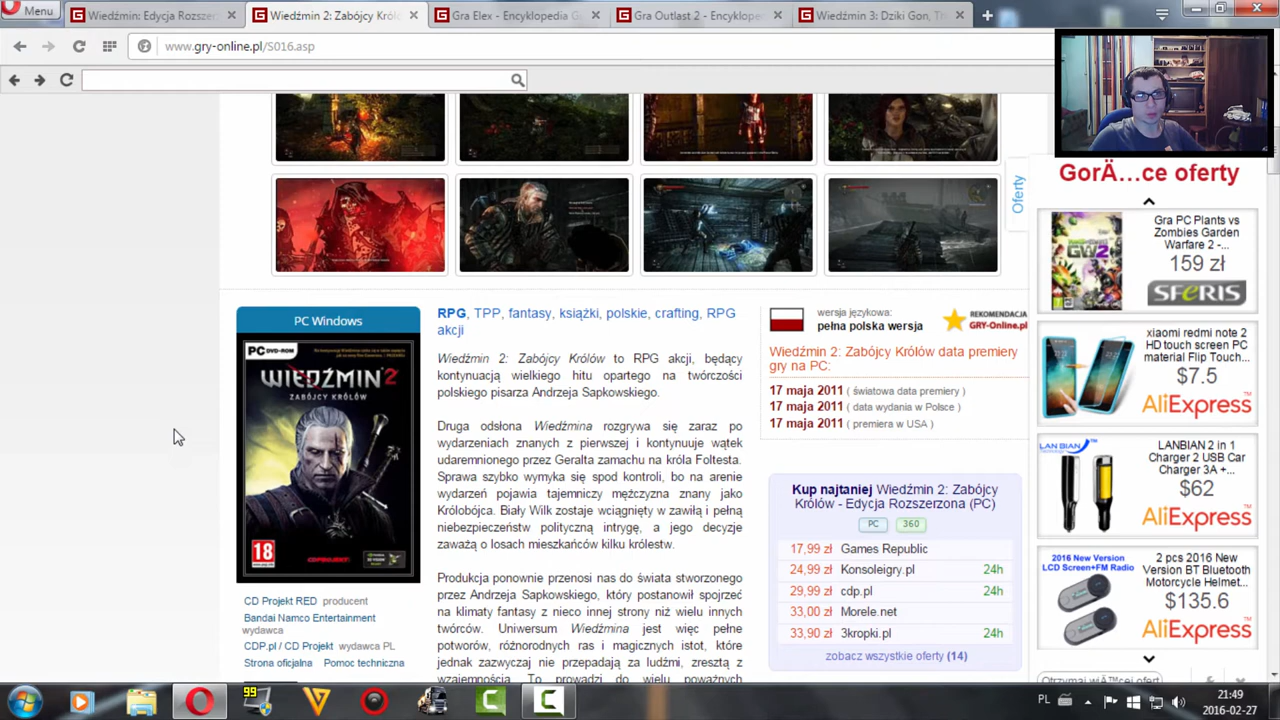 Menu
Wiedźmin: Edycja Rozszerz
Wiedźmin 2: Zabójcy Król
Gra Elex - Encyklopedia G
Gra Outlast 2 - Encyklope
Wiedźmin 3: Dziki Gon, Th
www.gry-online.pl/S016.asp
GorÄ…ce oferty
Oferty
Gra PC Plants vs
Zombies Garden
Warfare 2 -...
159 zł
SFERIS
xiaomi redmi note 2
HD touch screen PC
material Flip Touch...
$7.5
AliExpress
LANBIAN 2 in 1
Charger 2 USB Car
Charger 3A +...
$62
AliExpress
2016 New Version
LCD Screen+FM Radio
2 pcs 2016 New
Version BT Bluetooth
Motorcycle Helmet...
$135.6
AliExpress
PC Windows
PC DVD-ROM
WIEDŹMIN 2
ZABÓJCY KRÓLÓW
18
CD Projekt RED producent
Bandai Namco Entertainment
wydawca
CDP.pl / CD Projekt wydawca PL
Strona oficjalna Pomoc techniczna
RPG, TPP, fantasy, książki, polskie, crafting, RPG
akcji
Wiedźmin 2: Zabójcy Królów to RPG akcji, będący
kontynuacją wielkiego hitu opartego na twórczości
polskiego pisarza Andrzeja Sapkowskiego.
Druga odsłona Wiedźmina rozgrywa się zaraz po
wydarzeniach znanych z pierwszej i kontynuuje wątek
udaremnionego przez Geralta zamachu na króla Foltesta.
Sprawa szybko wymyka się spod kontroli, bo na arenie
wydarzeń pojawia tajemniczy mężczyzna znany jako
Królobójca. Biały Wilk zostaje wciągnięty w zawiłą i pełną
niebezpieczeństw polityczną intrygę, a jego decyzje
zaważą o losach mieszkańców kilku królestw.
Produkcja ponownie przenosi nas do świata stworzonego
przez Andrzeja Sapkowskiego, który postanowił spojrzeć
na klimaty fantasy z nieco innej strony niż wielu innych
twórców. Uniwersum Wiedźmina jest więc pełne
potworów, różnorodnych ras i magicznych istot, które
jednak zazwyczaj nie przepadają za ludźmi, zresztą z
wzajemnością. To prowadzi do wielu poważnych
wersja językowa:
pełna polska wersja
REKOMENDACJA
GRY-Online.pl
Wiedźmin 2: Zabójcy Królów data premiery
gry na PC:
17 maja 2011 ( światowa data premiery )
17 maja 2011 ( data wydania w Polsce )
17 maja 2011 ( premiera w USA )
Kup najtaniej Wiedźmin 2: Zabójcy
Królów - Edycja Rozszerzona (PC)
PC 360
17,99 zł Games Republic
24,99 zł Konsoleigry.pl 24h
29,99 zł cdp.pl 24h
33,00 zł Morele.net
33,90 zł 3kropki.pl 24h
zobacz wszystkie oferty (14)
Otrzymaj wiÄ™cej ofert
99
PL
21:49
2016-02-27